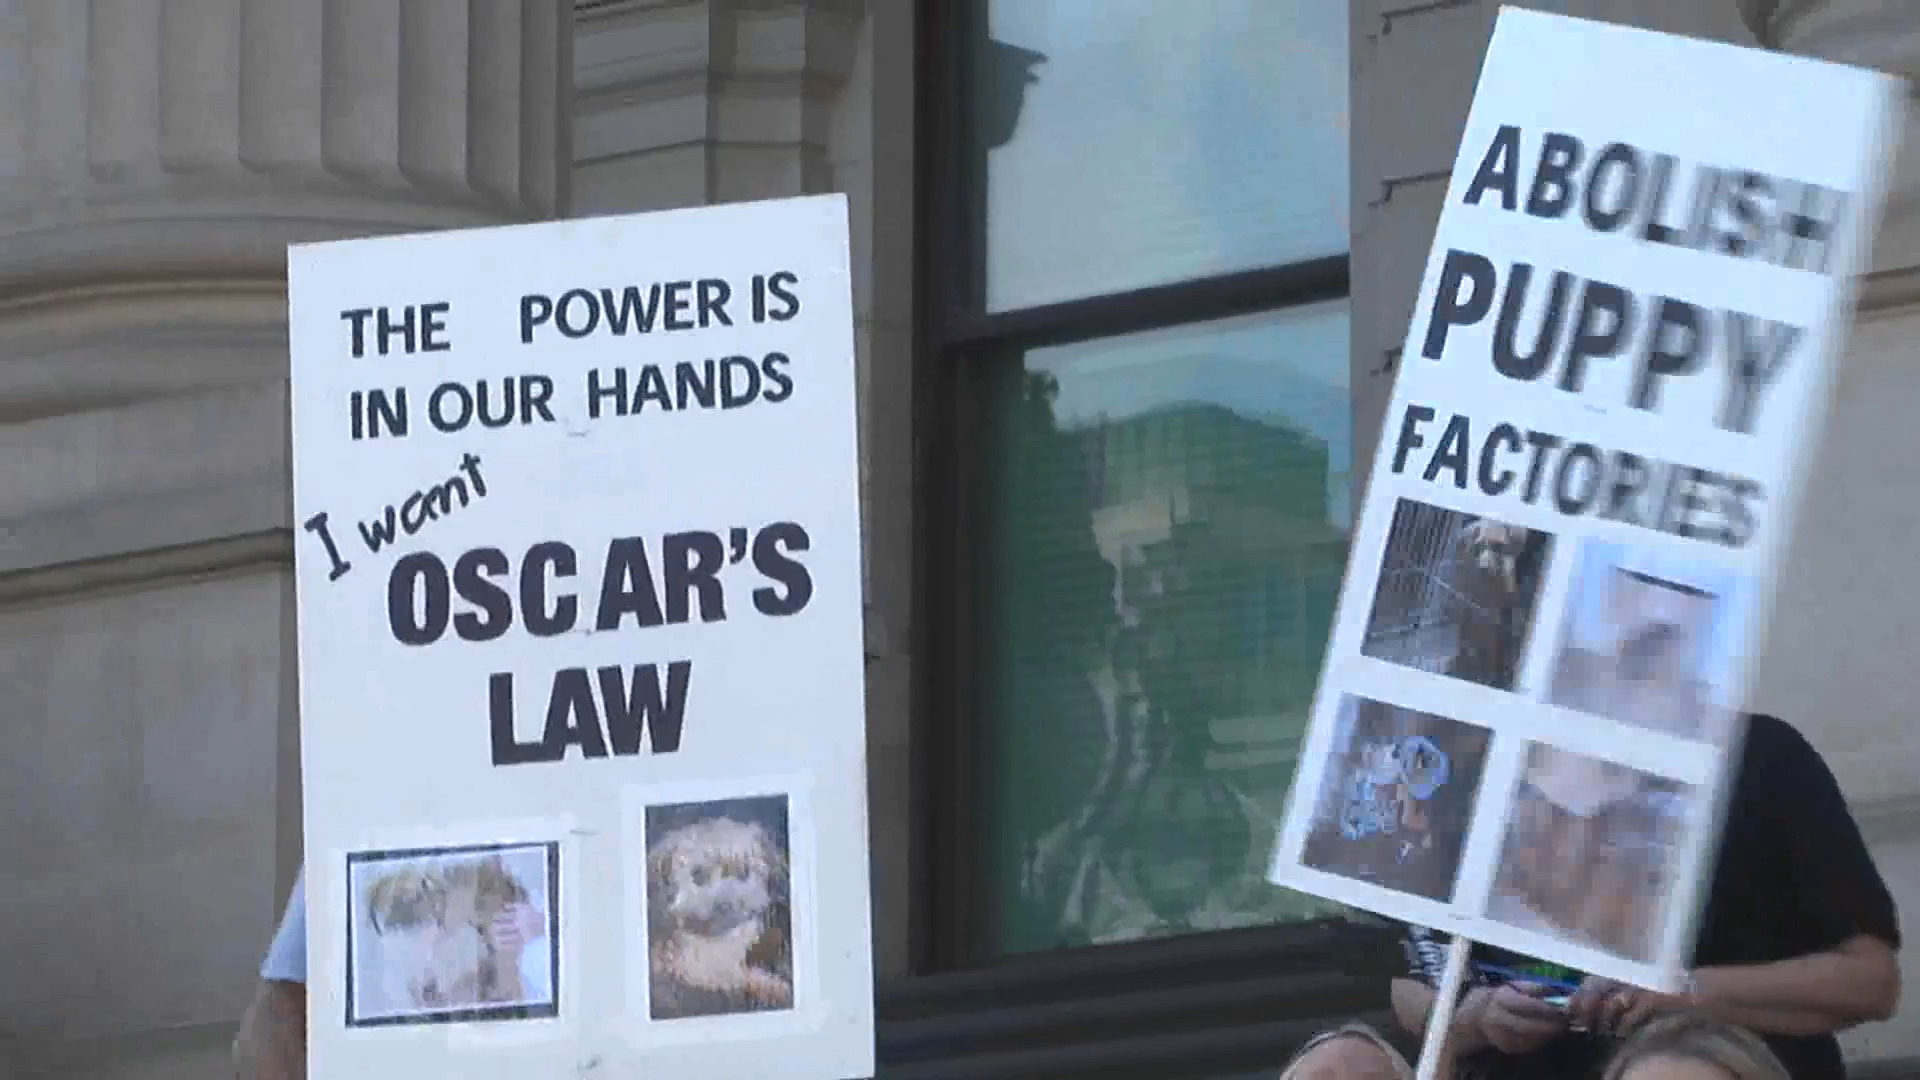 THE POWER IS
IN OUR HANDS
I want
OSCAR'S
LAW
ABOLISH
PUPPY
FACTORIES